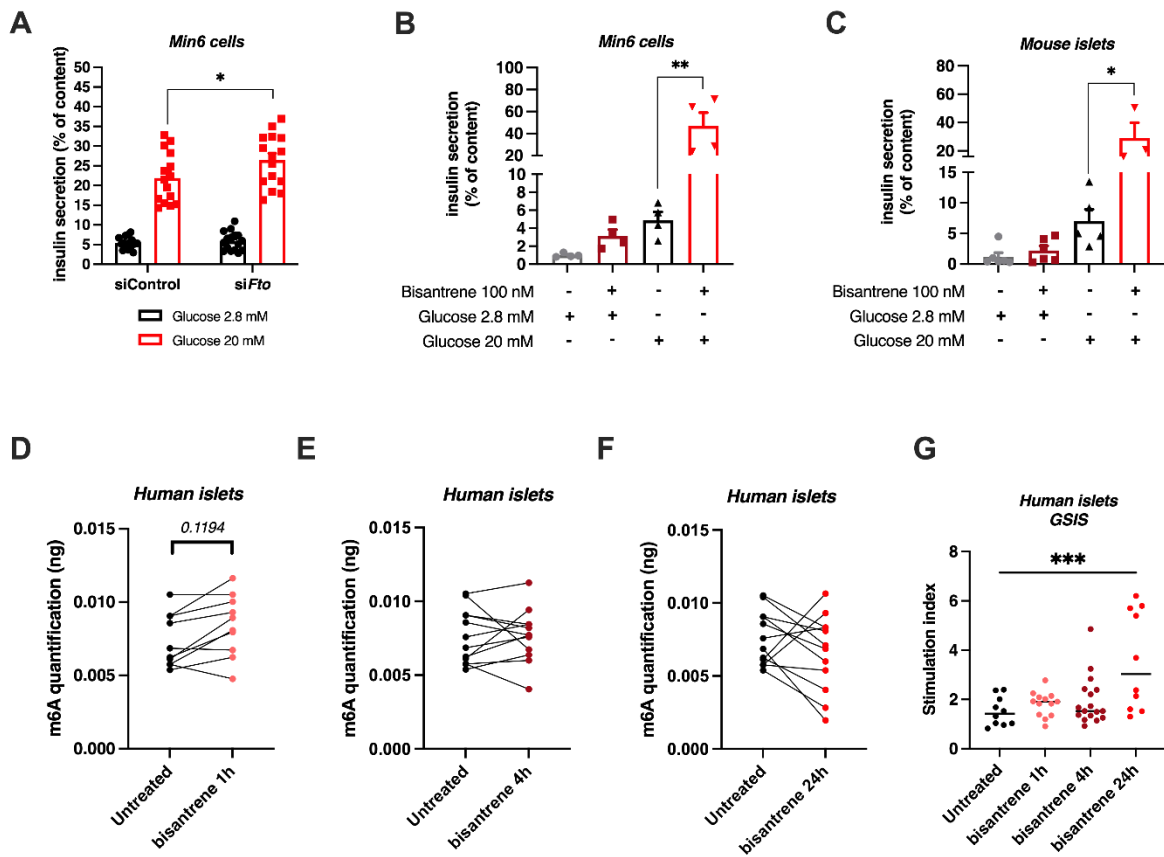 A
Min6 cells
insulin secretion (% of content)
50
45
40
35
30
25
20
15
10
5
0
*
siControl
siFto
Glucose 2.8 mM
Glucose 20 mM
B
Min6 cells
insulin secretion
(% of content)
100
80
60
40
20
8
6
4
2
0
**
Bisantrene 100 nM - + - +
Glucose 2.8 mM + + - -
Glucose 20 mM - - + +
C
Mouse islets
insulin secretion
(% of content)
80
60
40
20
15
10
5
0
*
Bisantrene 100 nM - + - +
Glucose 2.8 mM + + - -
Glucose 20 mM - - + +
D
Human islets
m6A quantification (ng)
0.015
0.010
0.005
0.000
0.1194
Untreated
bisantrene 1h
E
Human islets
m6A quantification (ng)
0.015
0.010
0.005
0.000
Untreated
bisantrene 4h
F
Human islets
m6A quantification (ng)
0.015
0.010
0.005
0.000
Untreated
bisantrene 24h
G
Human islets
GSIS
Stimulation index
8
6
4
2
0
***
Untreated
bisantrene 1h
bisantrene 4h
bisantrene 24h